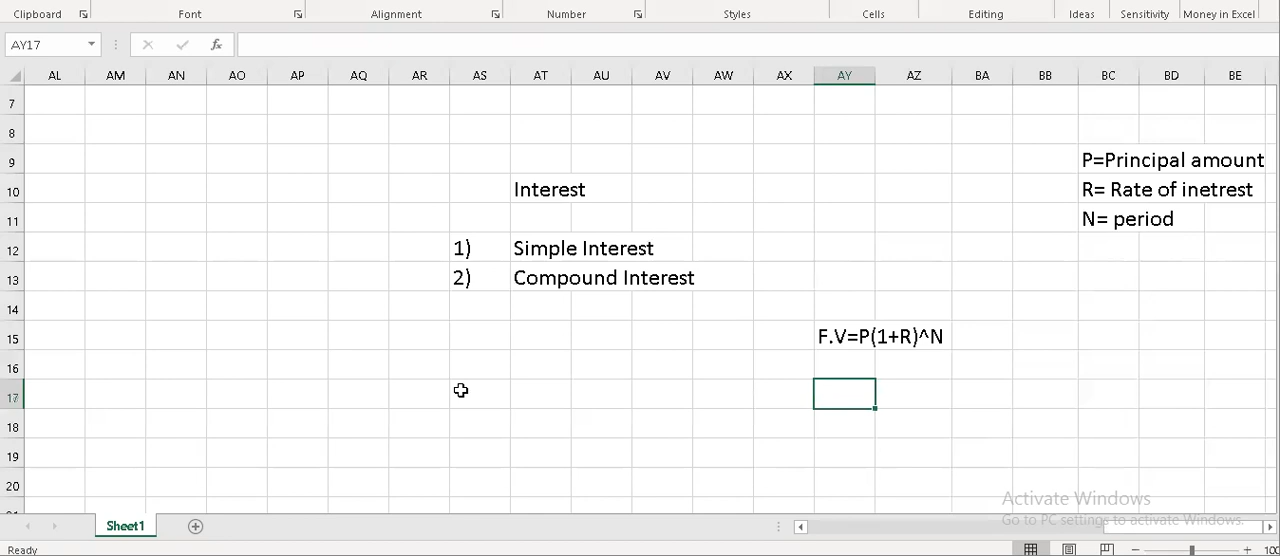 Clipboard Font Alignment Number Styles Cells Editing Ideas Sensitivity Money in Excel
AY17 fx
AL AM AN AO AP AQ AR AS AT AU AV AW AX AY AZ BA BB BC BD BE
7
8
9 P=Principal amount
10 Interest R= Rate of inetrest
11 N= period
12 1) Simple Interest
13 2) Compound Interest
14
15 F.V=P(1+R)^N
16
17
18
19
20
Activate Windows
Go to PC settings to activate Windows.
Sheet1
Ready